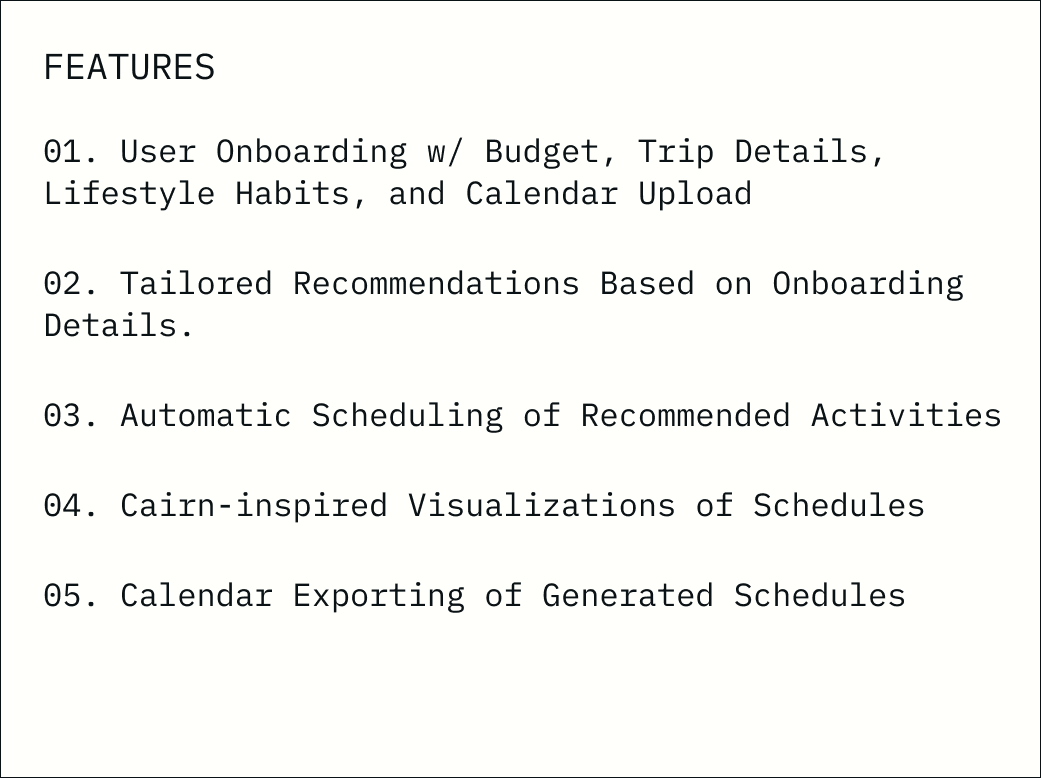 FEATURES
01. User Onboarding w/ Budget, Trip Details,
Lifestyle Habits, and Calendar Upload
02. Tailored Recommendations Based on Onboarding
Details.
03. Automatic Scheduling of Recommended Activities
04. Cairn-inspired Visualizations of Schedules
05. Calendar Exporting of Generated Schedules